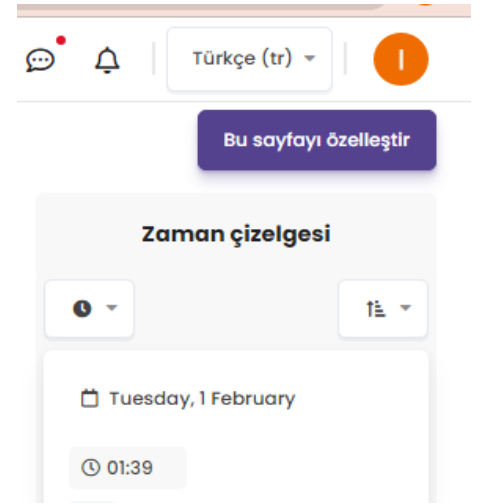 Türkçe (tr)
I
Bu sayfayı özelleştir
Zaman çizelgesi
Tuesday, 1 February
01:39